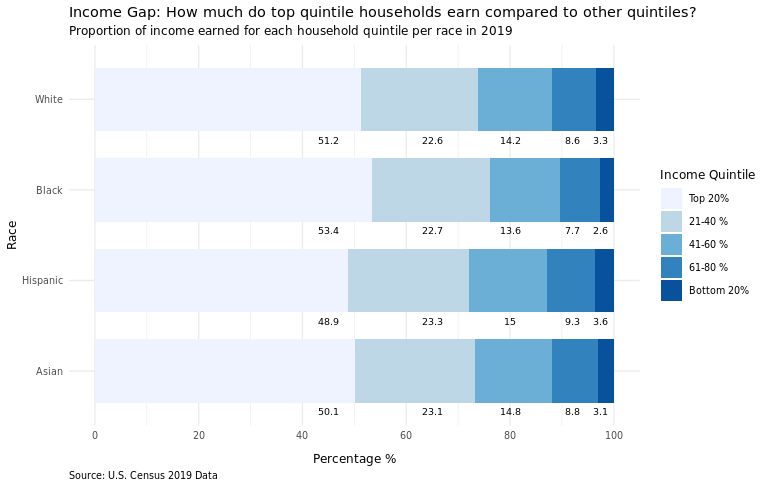 Income Gap: How much do top quintile households earn compared to other quintiles?
Proportion of income earned for each household quintile per race in 2019
White
51.2 22.6 14.2 8.6 3.3
Black
53.4 22.7 13.6 7.7 2.6
Hispanic
48.9 23.3 15 9.3 3.6
Asian
50.1 23.1 14.8 8.8 3.1
0 20 40 60 80 100
Percentage %
Race
Income Quintile
Top 20%
21-40 %
41-60 %
61-80 %
Bottom 20%
Source: U.S. Census 2019 Data